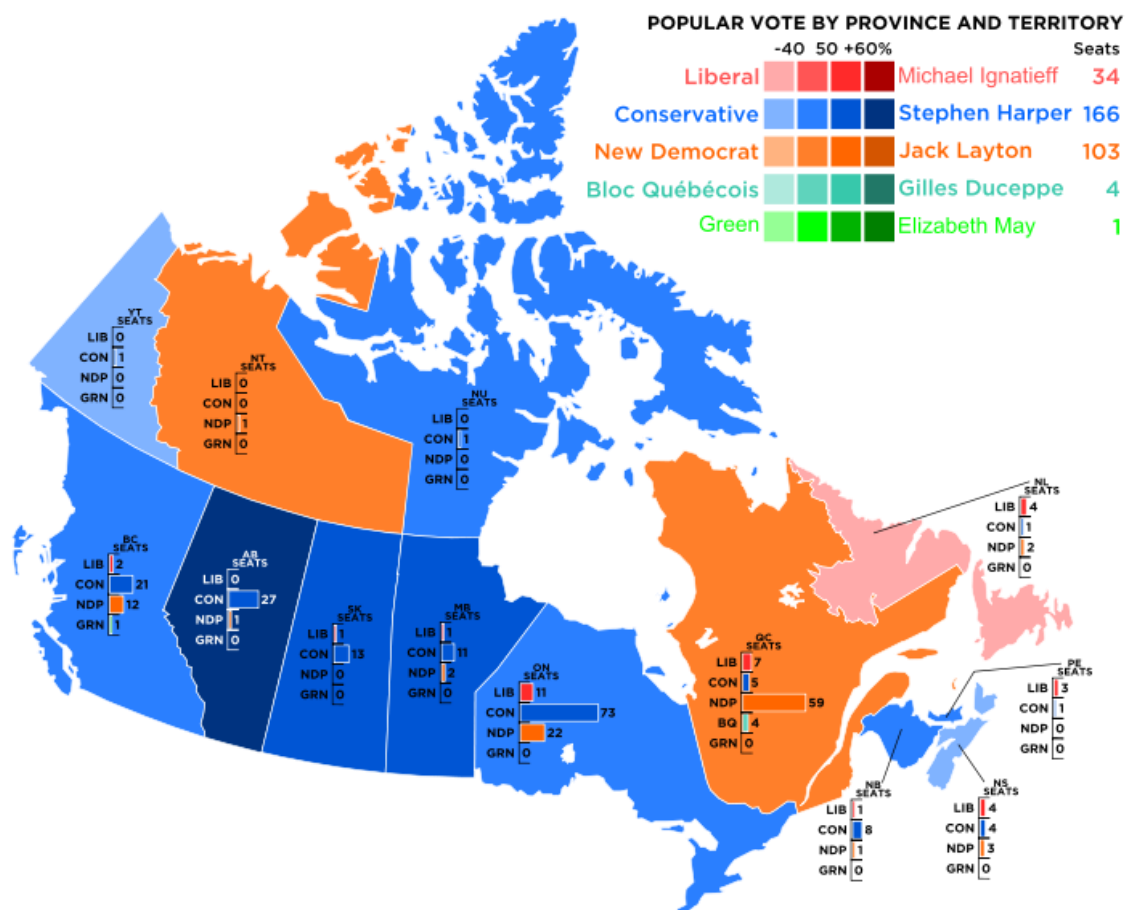 POPULAR VOTE BY PROVINCE AND TERRITORY
-40 50 +60% Seats
Liberal Michael Ignatieff 34
Conservative Stephen Harper 166
New Democrat Jack Layton 103
Bloc Québécois Gilles Duceppe 4
Green Elizabeth May 1
YT
SEATS
LIB 0
CON 1
NDP 0
GRN 0
NT
SEATS
LIB 0
CON 0
NDP 1
GRN 0
NU
SEATS
LIB 0
CON 1
NDP 0
GRN 0
NL
SEATS
LIB 4
CON 1
NDP 2
GRN 0
BC
SEATS
LIB 2
CON 21
NDP 12
GRN 1
AB
SEATS
LIB 0
CON 27
NDP 1
GRN 0
SK
SEATS
LIB 1
CON 13
NDP 0
GRN 0
MB
SEATS
LIB 1
CON 11
NDP 2
GRN 0
ON
SEATS
LIB 11
CON 73
NDP 22
GRN 0
QC
SEATS
LIB 7
CON 5
NDP 59
BQ 4
GRN 0
PE
SEATS
LIB 3
CON 1
NDP 0
GRN 0
NB
SEATS
LIB 1
CON 8
NDP 1
GRN 0
NS
SEATS
LIB 4
CON 4
NDP 3
GRN 0